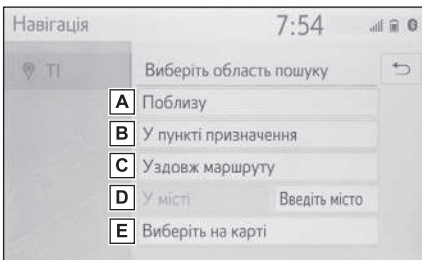 Навігація 7:54
ТІ Виберіть область пошуку
A Поблизу
B У пункті призначення
C Уздовж маршруту
D У місті Введіть місто
E Виберіть на карті